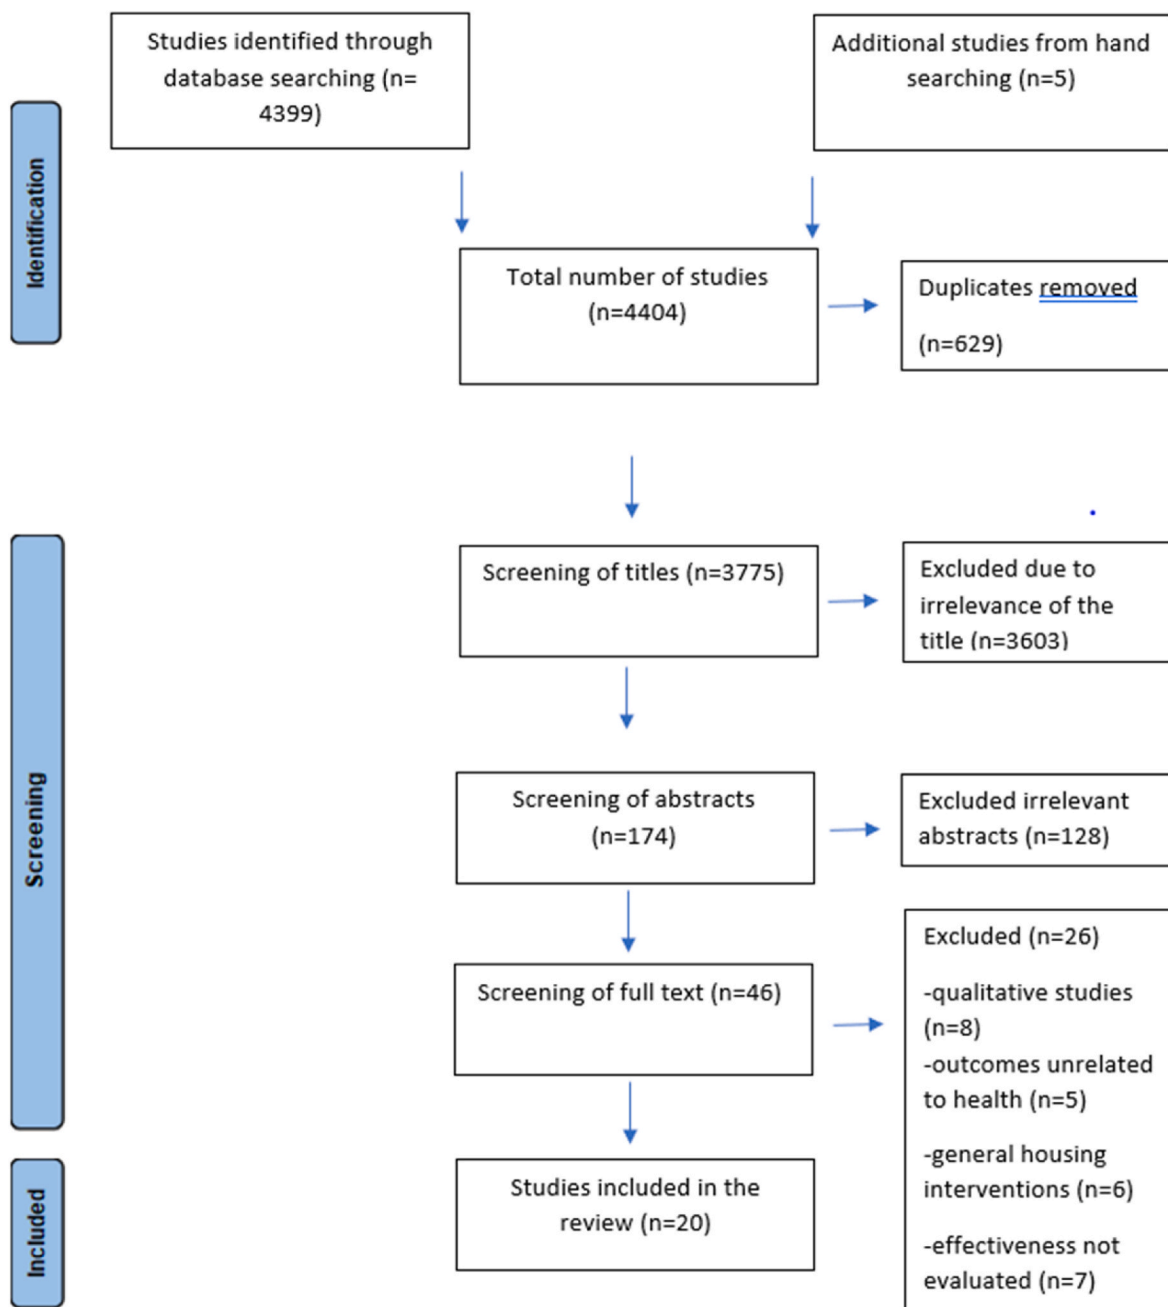 Studies identified through
database searching (n=
4399)
Additional studies from hand
searching (n=5)
Identification
Total number of studies
(n=4404)
Duplicates removed
(n=629)
Screening of titles (n=3775)
Excluded due to
irrelevance of the
title (n=3603)
Screening
Screening of abstracts
(n=174)
Excluded irrelevant
abstracts (n=128)
Screening of full text (n=46)
Excluded (n=26)
-qualitative studies
(n=8)
-outcomes unrelated
to health (n=5)
-general housing
interventions (n=6)
-effectiveness not
evaluated (n=7)
Included
Studies included in the
review (n=20)